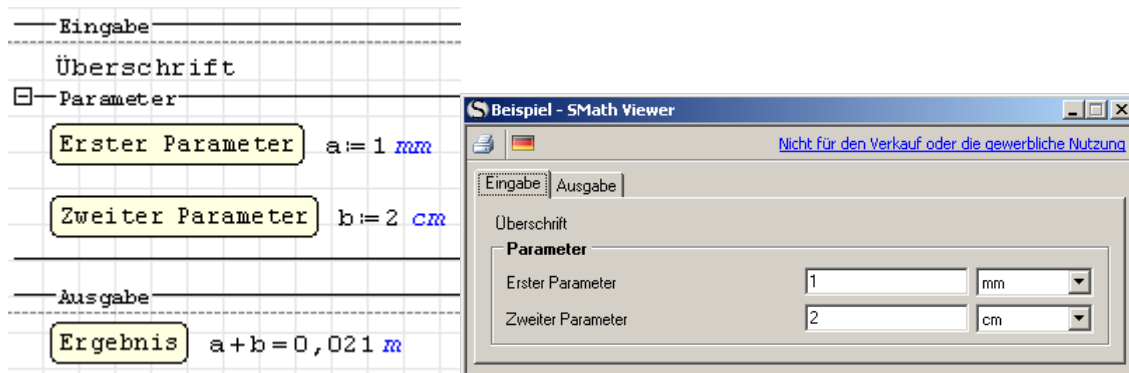 Eingabe
Überschrift
Parameter
Erster Parameter a≔1 mm
Zweiter Parameter b≔2 cm
Ausgabe
Ergebnis a+b=0,021 m
Beispiel - SMath Viewer
Nicht für den Verkauf oder die gewerbliche Nutzung
Eingabe Ausgabe
Überschrift
Parameter
Erster Parameter 1 mm
Zweiter Parameter 2 cm